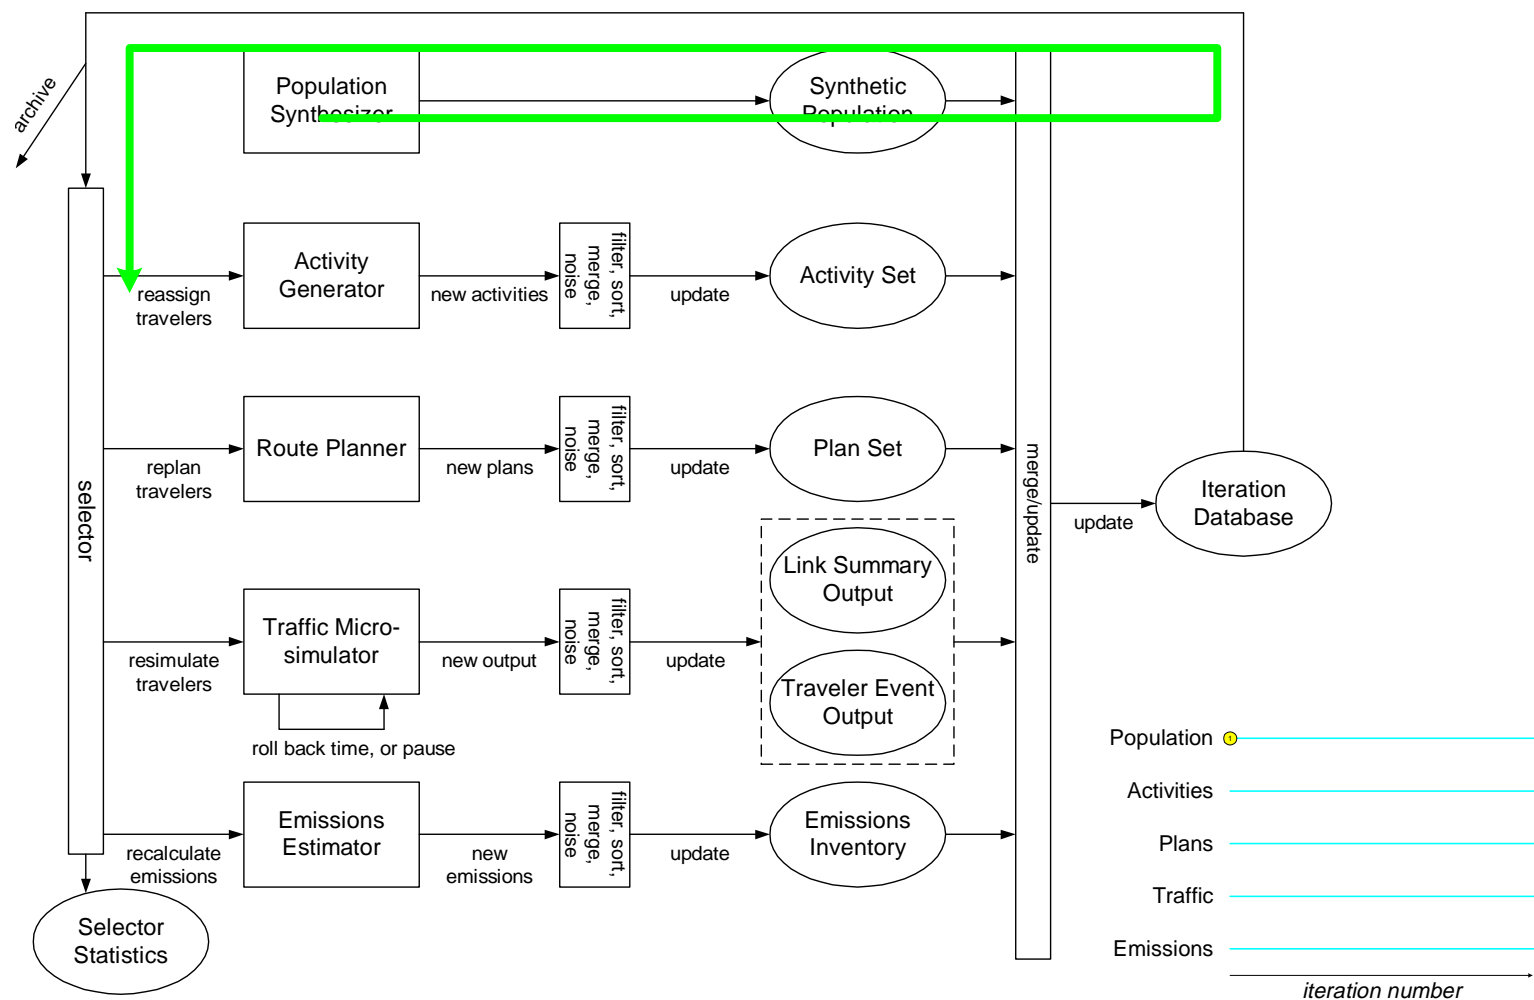 archive
Population
Synthesizer
Synthetic
Population
selector
reassign
travelers
Activity
Generator
new activities
filter, sort,
merge,
noise
update
Activity Set
replan
travelers
Route Planner
new plans
filter, sort,
merge,
noise
update
Plan Set
merge/update
update
Iteration
Database
resimulate
travelers
Traffic Micro-
simulator
roll back time, or pause
new output
filter, sort,
merge,
noise
update
Link Summary
Output
Traveler Event
Output
recalculate
emissions
Emissions
Estimator
new
emissions
filter, sort,
merge,
noise
update
Emissions
Inventory
Selector
Statistics
Population
1
Activities
Plans
Traffic
Emissions
iteration number